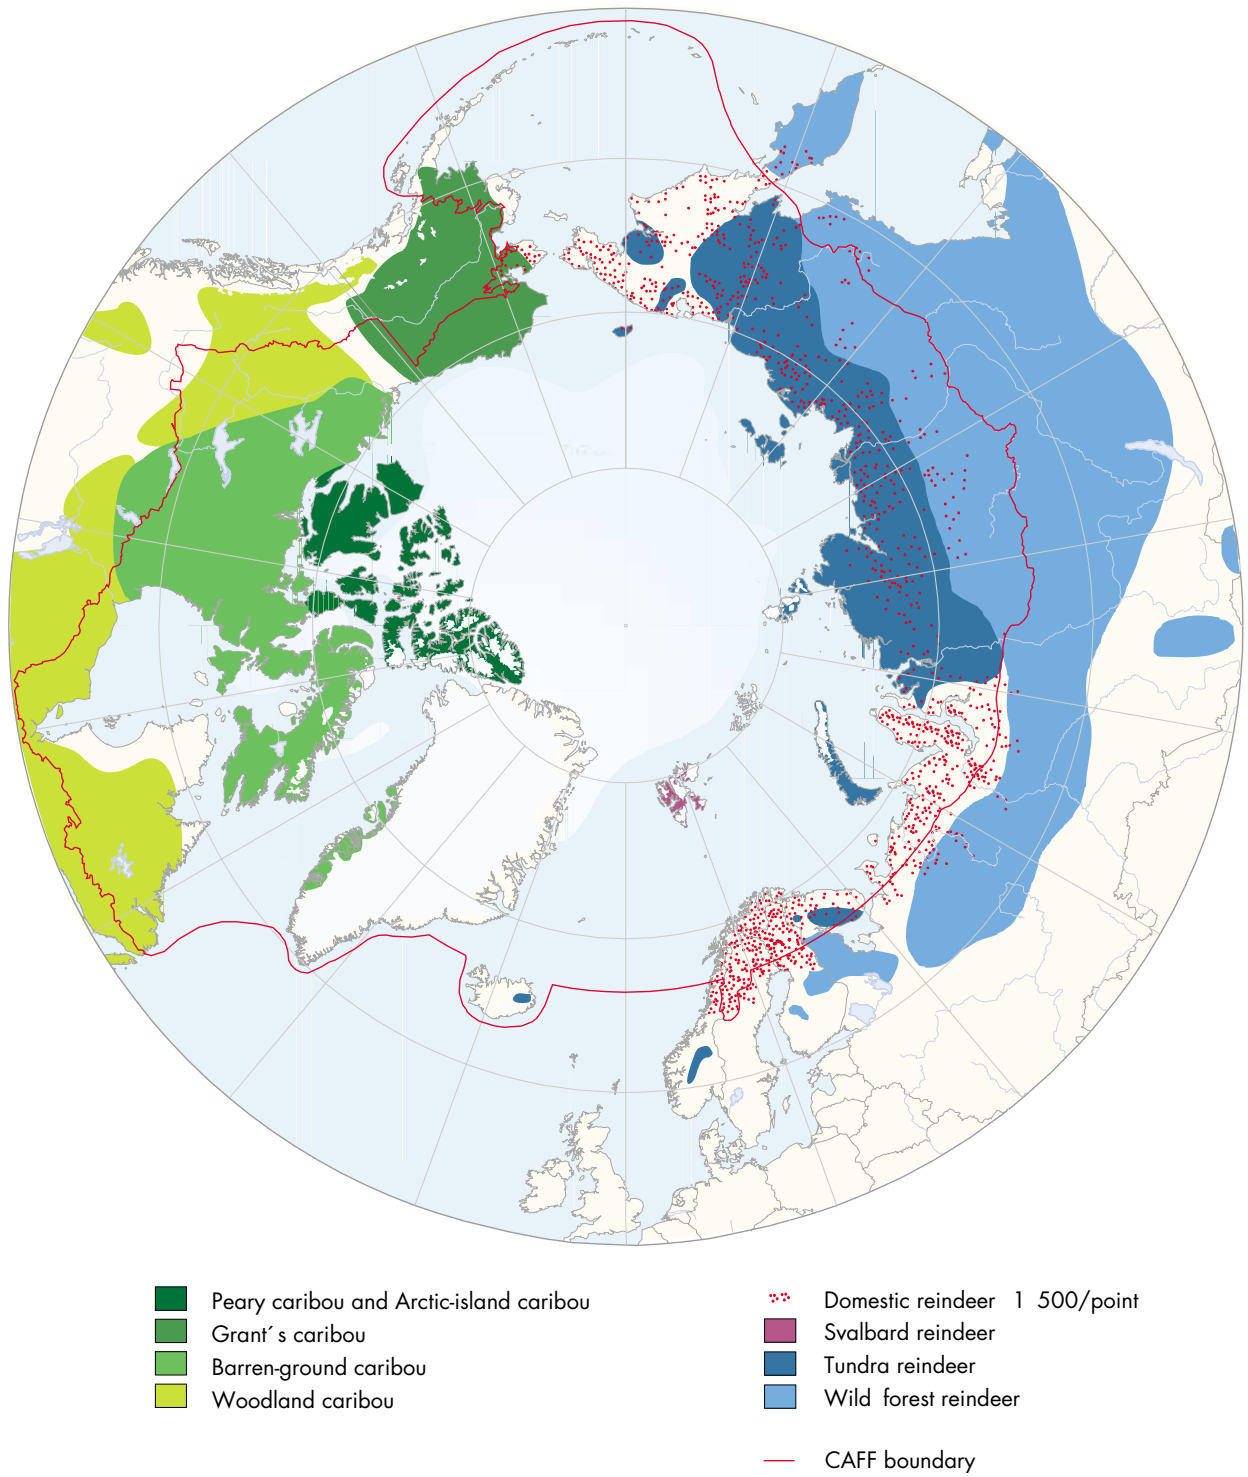 Peary caribou and Arctic-island caribou
Grant´s caribou
Barren-ground caribou
Woodland caribou
Domestic reindeer 1 500/point
Svalbard reindeer
Tundra reindeer
Wild forest reindeer
CAFF boundary